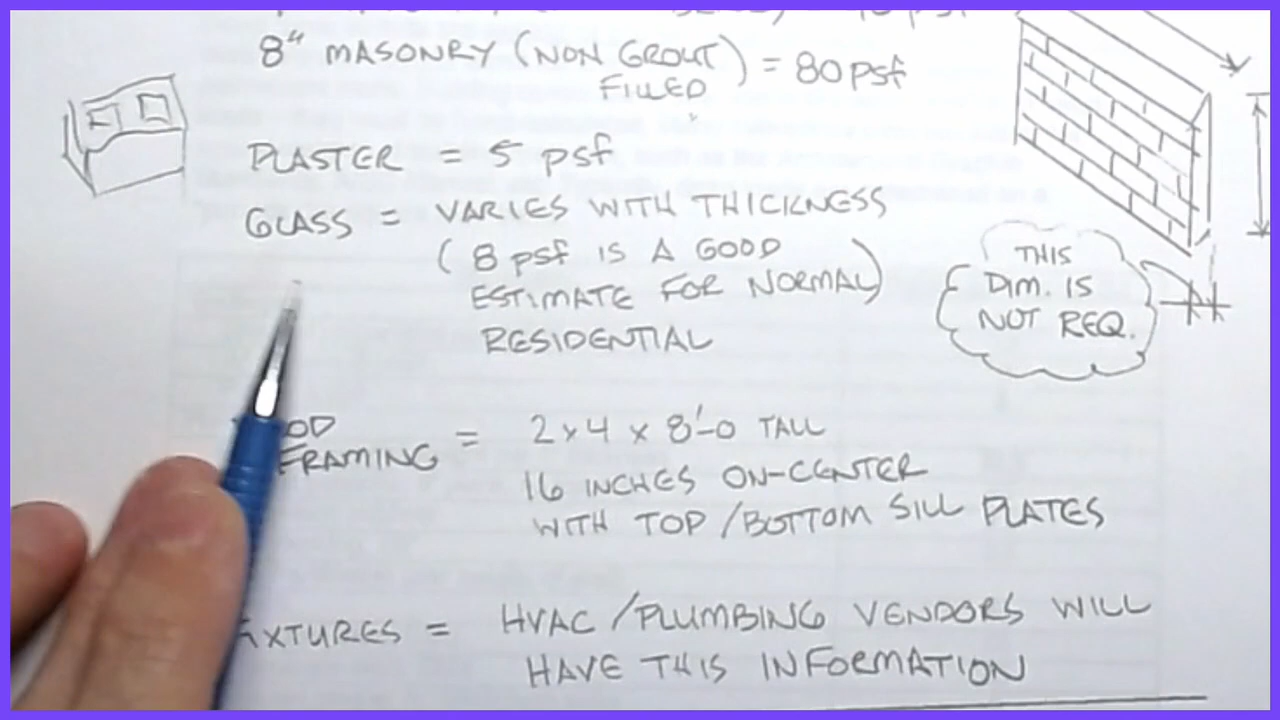 8" MASONRY (NON GROUT FILLED) = 80 psf
PLASTER = 5 psf
GLASS = VARIES WITH THICKNESS
(8 psf IS A GOOD
ESTIMATE FOR NORMAL)
RESIDENTIAL
THIS
DIM. IS
NOT REQ.
FRAMING = 2x4 x 8'-0 TALL
16 INCHES ON-CENTER
WITH TOP/BOTTOM SILL PLATES
= HVAC/PLUMBING VENDORS WILL
HAVE THIS INFORMATION